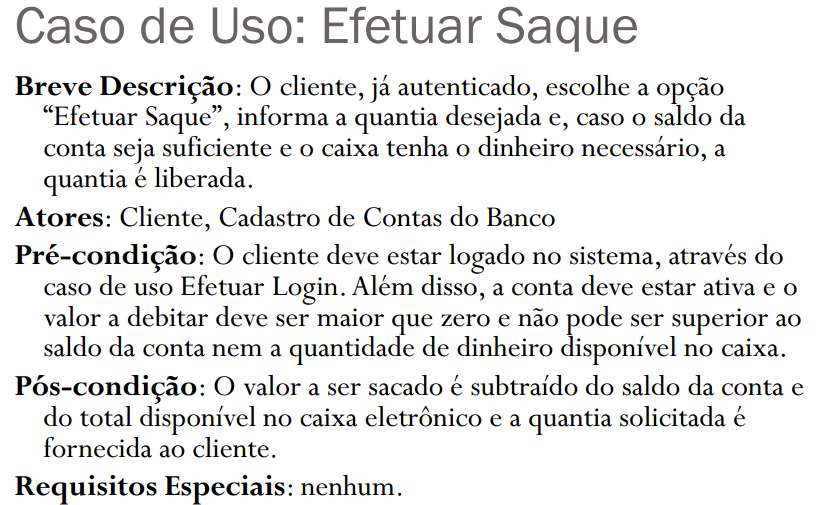 Caso de Uso: Efetuar Saque
Breve Descrição: O cliente, já autenticado, escolhe a opção
“Efetuar Saque”, informa a quantia desejada e, caso o saldo da
conta seja suficiente e o caixa tenha o dinheiro necessário, a
quantia é liberada.
Atores: Cliente, Cadastro de Contas do Banco
Pré-condição: O cliente deve estar logado no sistema, através do
caso de uso Efetuar Login. Além disso, a conta deve estar ativa e o
valor a debitar deve ser maior que zero e não pode ser superior ao
saldo da conta nem a quantidade de dinheiro disponível no caixa.
Pós-condição: O valor a ser sacado é subtraído do saldo da conta e
do total disponível no caixa eletrônico e a quantia solicitada é
fornecida ao cliente.
Requisitos Especiais: nenhum.